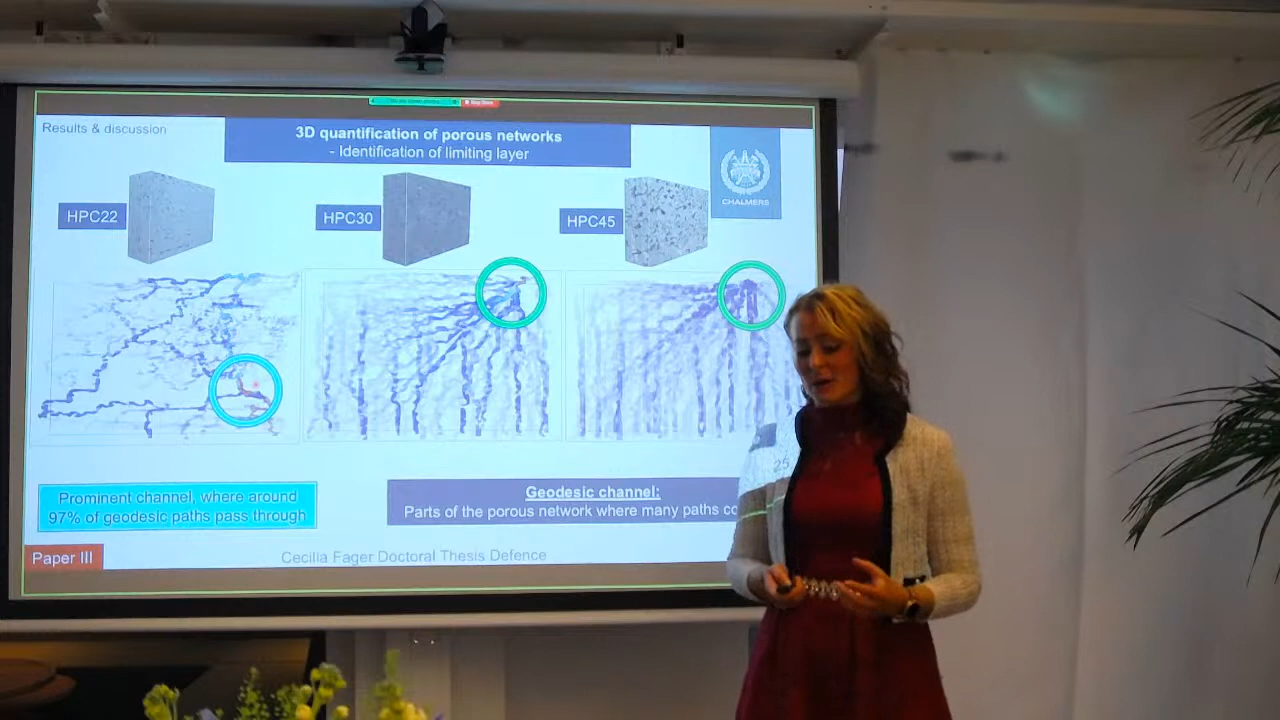 Results & discussion
3D quantification of porous networks
- Identification of limiting layer
CHALMERS
HPC22
HPC30
HPC45
Prominent channel, where around
97% of geodesic paths pass through
Geodesic channel:
Parts of the porous network where many paths co
25
Paper III
Cecilia Fager Doctoral Thesis Defence